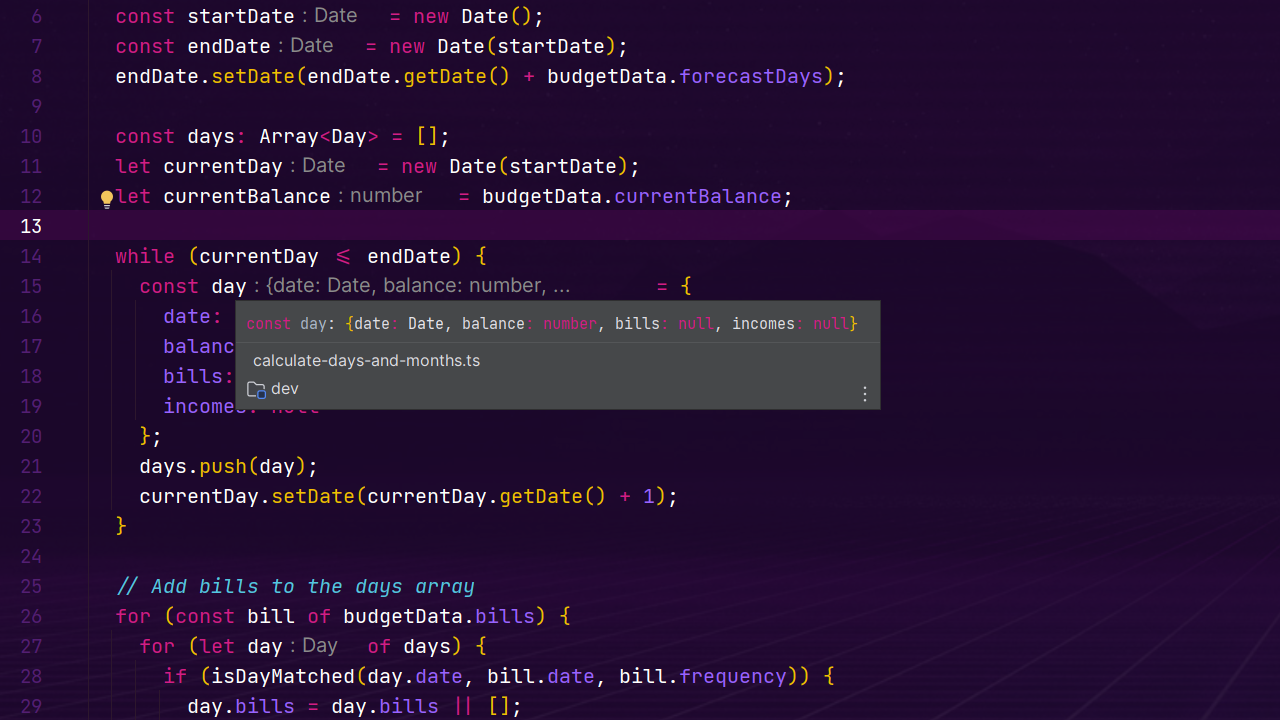 6 const startDate : Date = new Date();
7 const endDate : Date = new Date(startDate);
8 endDate.setDate(endDate.getDate() + budgetData.forecastDays);
9
10 const days: Array<Day> = [];
11 let currentDay : Date = new Date(startDate);
12 let currentBalance : number = budgetData.currentBalance;
13
14 while (currentDay <= endDate) {
15 const day : {date: Date, balance: number, ... = {
16 date:
const day: {date: Date, balance: number, bills: null, incomes: null}
17 balanc
calculate-days-and-months.ts
18 bills:
dev
19 incomes: null
20 };
21 days.push(day);
22 currentDay.setDate(currentDay.getDate() + 1);
23 }
24
25 // Add bills to the days array
26 for (const bill of budgetData.bills) {
27 for (let day : Day of days) {
28 if (isDayMatched(day.date, bill.date, bill.frequency)) {
29 day.bills = day.bills || [];